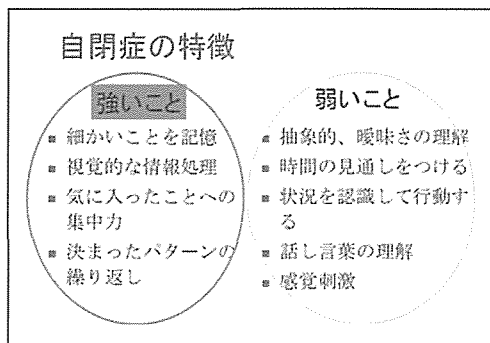 自閉症の特徴
強いこと
■ 細かいことを記憶
■ 視覚的な情報処理
■ 気に入ったことへの
集中力
■ 決まったパターンの
繰り返し
弱いこと
■ 抽象的、曖昧さの理解
■ 時間の見通しをつける
■ 状況を認識して行動す
る
■ 話し言葉の理解
■ 感覚刺激